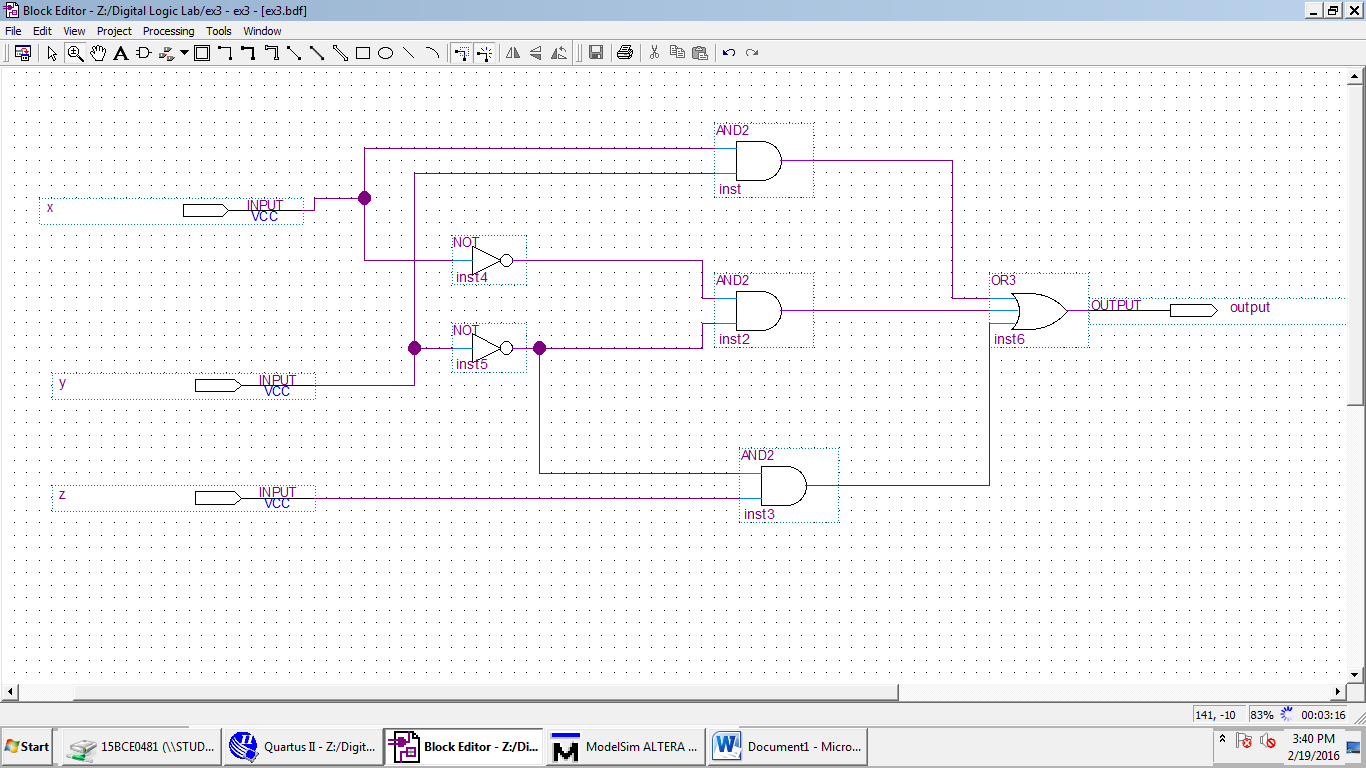 Block Editor - Z:/Digital Logic Lab/ex3 - ex3 - [ex3.bdf]
File Edit View Project Processing Tools Window
AND2
inst
x INPUT
VCC
NOT
inst4
AND2
inst2
OR3
OUTPUT output
inst6
NOT
inst5
y INPUT
VCC
AND2
inst3
z INPUT
VCC
141, -10 83% 00:03:16
Start 15BCE0481 (\\STUD... Quartus II - Z:/Digit... Block Editor - Z:/Di... ModelSim ALTERA ... Document1 - Micro... 3:40 PM
2/19/2016